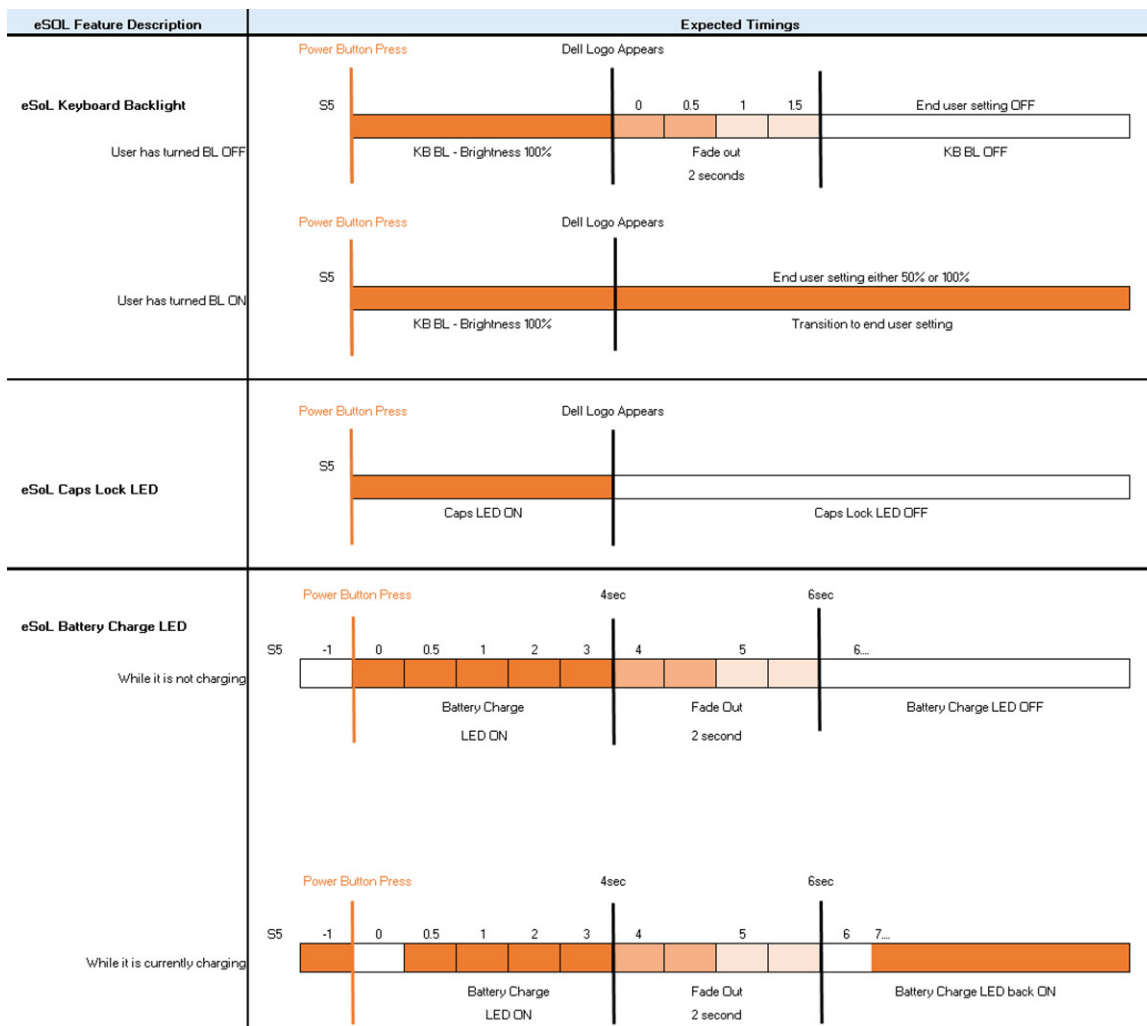 eSOL Feature Description
Expected Timings
Power Button Press
Dell Logo Appears
eSoL Keyboard Backlight
S5
0 0.5 1 1.5
End user setting OFF
User has turned BL OFF
KB BL - Brightness 100%
Fade out
KB BL OFF
2 seconds
Power Button Press
Dell Logo Appears
S5
End user setting either 50% or 100%
User has turned BL ON
KB BL - Brightness 100%
Transition to end user setting
Power Button Press
Dell Logo Appears
S5
eSoL Caps Lock LED
Caps LED ON
Caps Lock LED OFF
Power Button Press
4sec
6sec
eSoL Battery Charge LED
S5 -1 0 0.5 1 2 3 4 5 6....
While it is not charging
Battery Charge
Fade Out
Battery Charge LED OFF
LED ON
2 second
Power Button Press
4sec
6sec
S5 -1 0 0.5 1 2 3 4 5 6 7....
While it is currently charging
Battery Charge
Fade Out
Battery Charge LED back ON
LED ON
2 second